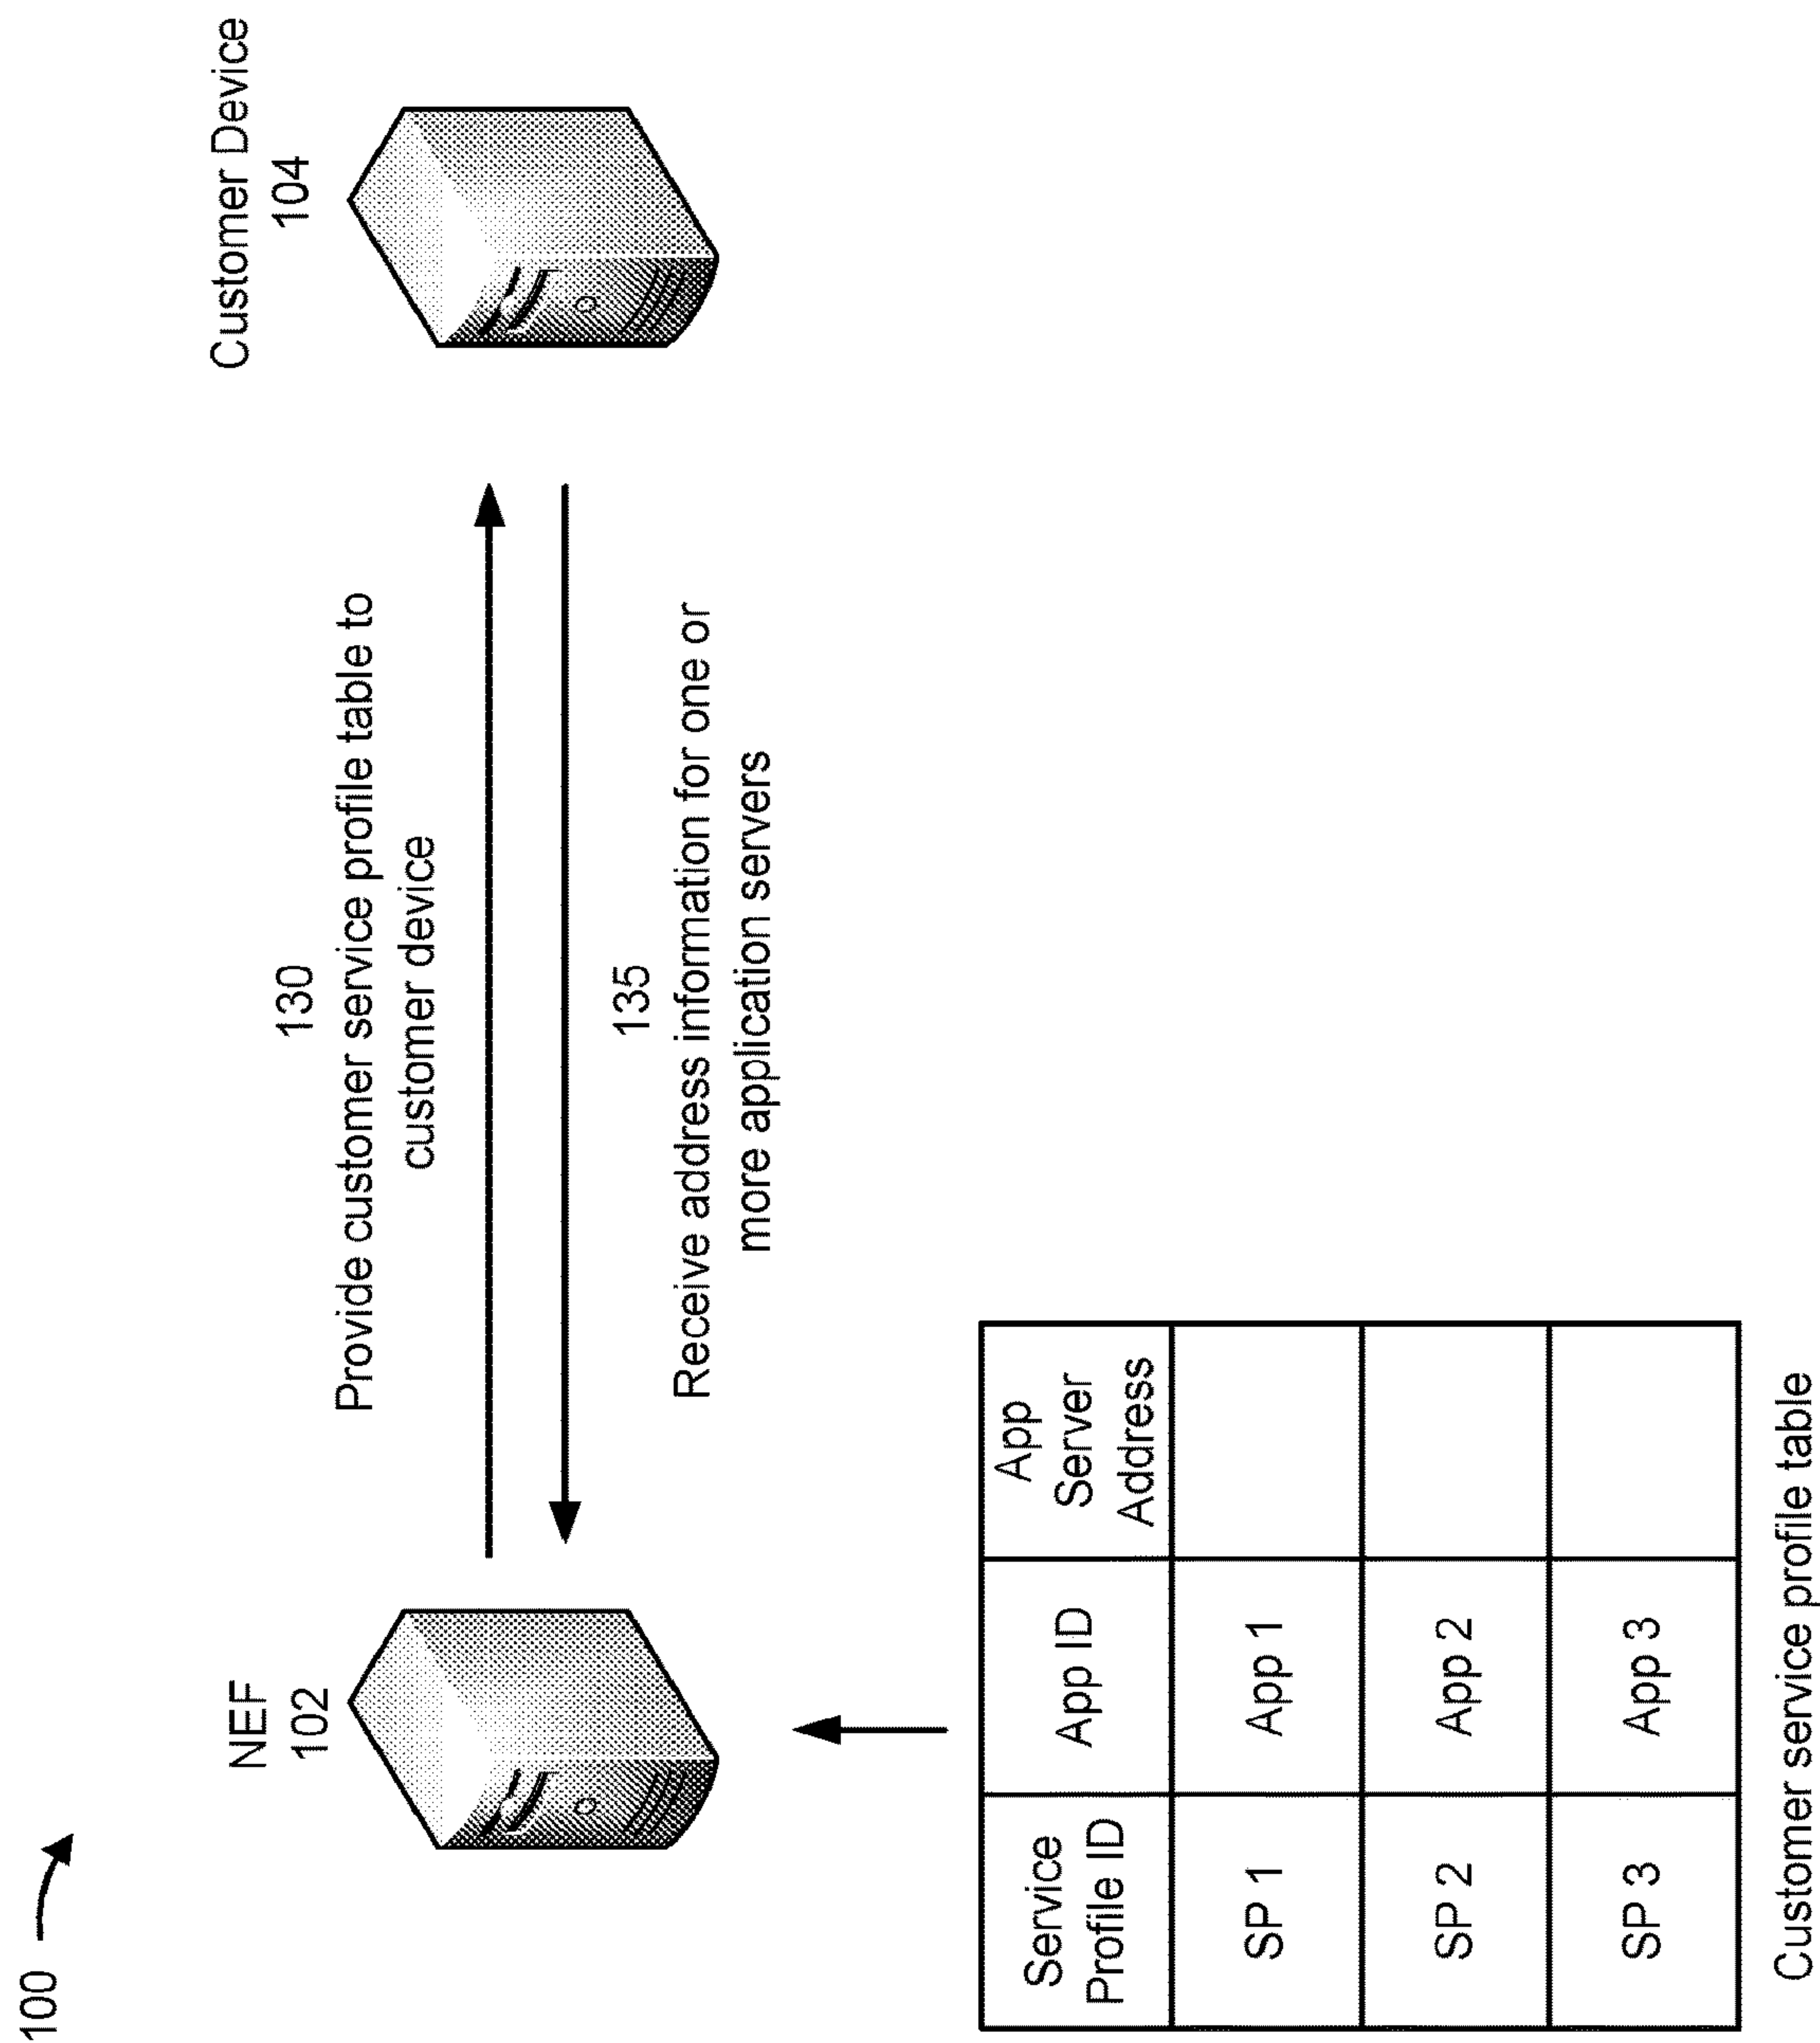 100
NEF
102
Customer Device
104
130
Provide customer service profile table to
customer device
135
Receive address information for one or
more application servers
Service
Profile ID
App ID
App
Server
Address
SP 1
App 1
SP 2
App 2
SP 3
App 3
Customer service profile table